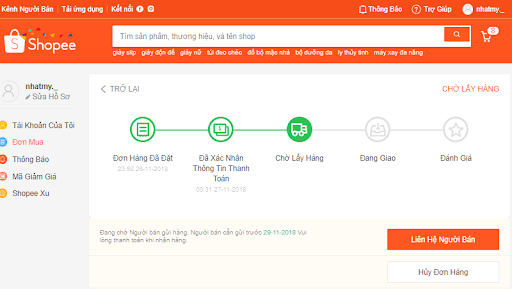 Kênh Người Bán Tải ứng dụng Kết nối
Thông Báo Trợ Giúp nhatmy._
Shopee
Tìm sản phẩm, thương hiệu, và tên shop
8
giày slip giày độn đế giày nữ túi đeo chéo đồ bộ mặc nhà bộ dưỡng da ly thủy tinh máy xay đa năng
nhatmy._
Sửa Hồ Sơ
Tài Khoản Của Tôi
Đơn Mua
Thông Báo
Mã Giảm Giá
Shopee Xu
TRỞ LẠI
CHỜ LẤY HÀNG
Đơn Hàng Đã Đặt
23:58 26-11-2018
Đã Xác Nhận
Thông Tin Thanh
Toán
00:31 27-11-2018
Chờ Lấy Hàng
Đang Giao
Đánh Giá
Đang chờ Người bán gửi hàng. Người bán cần gửi trước 29-11-2018 Vui
lòng thanh toán khi nhận hàng.
Liên Hệ Người Bán
Hủy Đơn Hàng